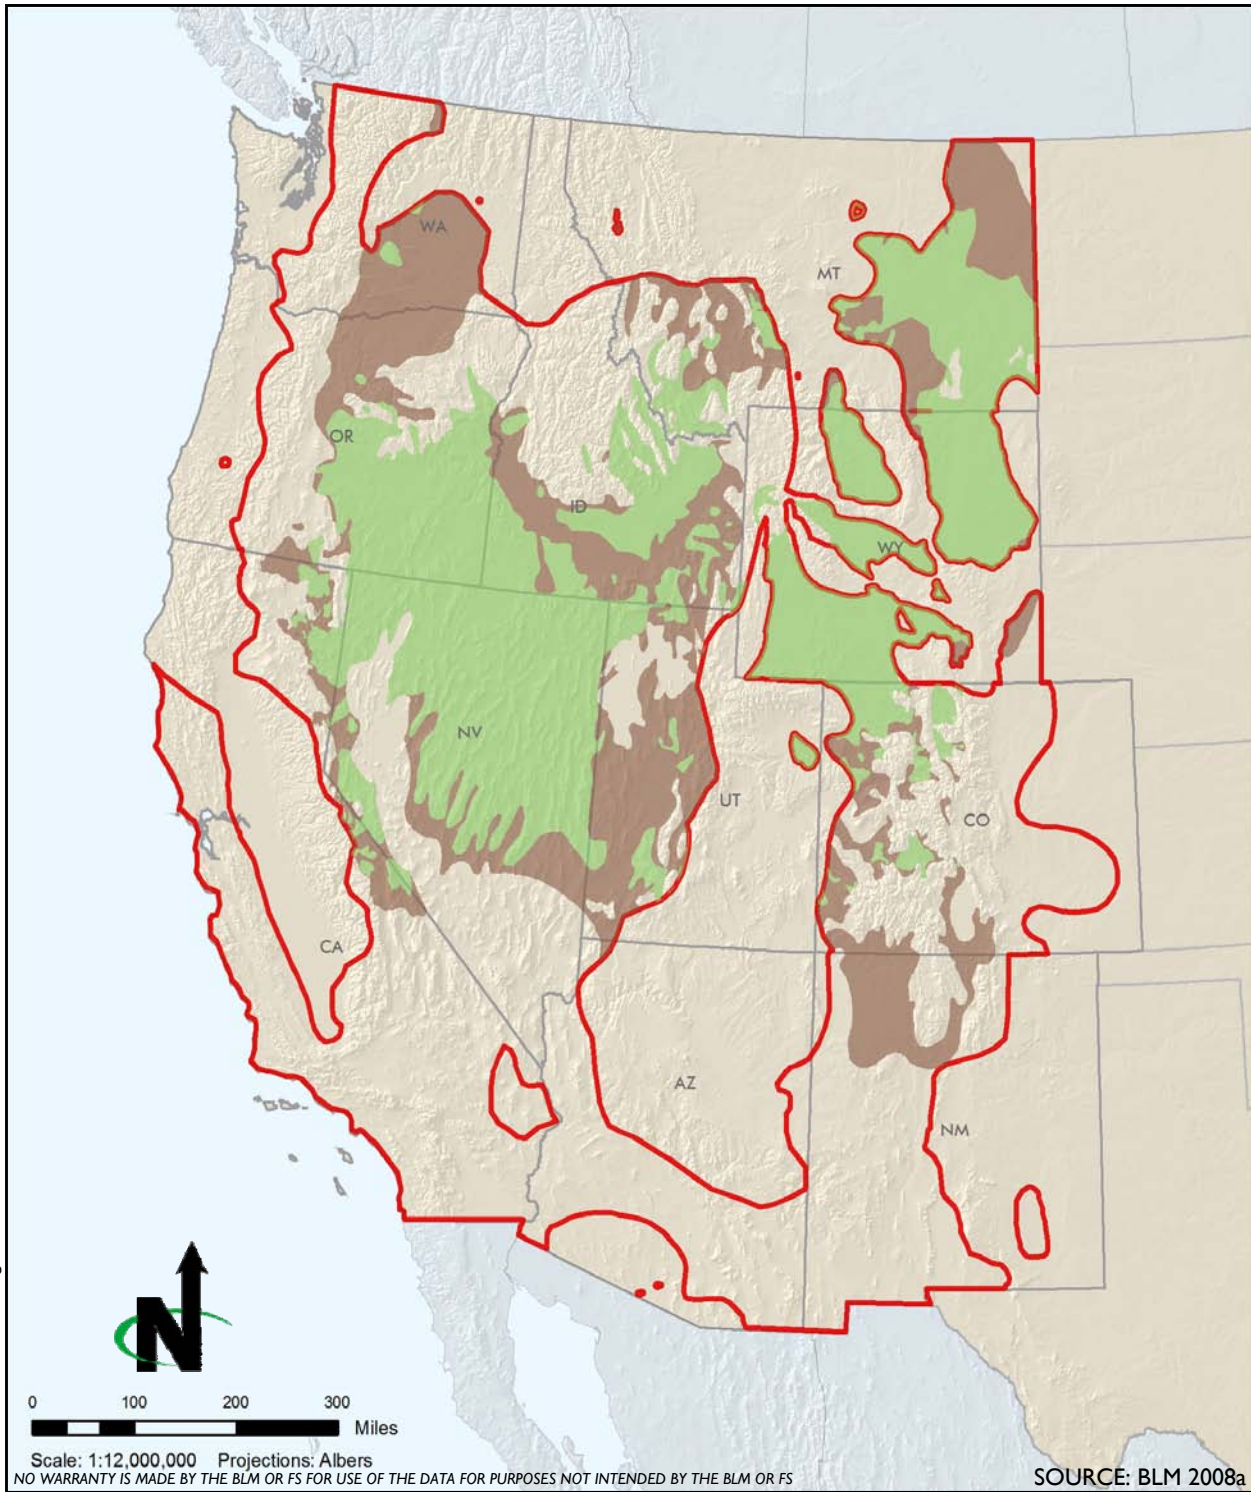 WA
MT
OR
ID
WY
NV
UT
CO
CA
AZ
NM
N
0 100 200 300
Miles
Scale: 1:12,000,000 Projections: Albers
NO WARRANTY IS MADE BY THE BLM OR FS FOR USE OF THE DATA FOR PURPOSES NOT INTENDED BY THE BLM OR FS
SOURCE: BLM 2008a